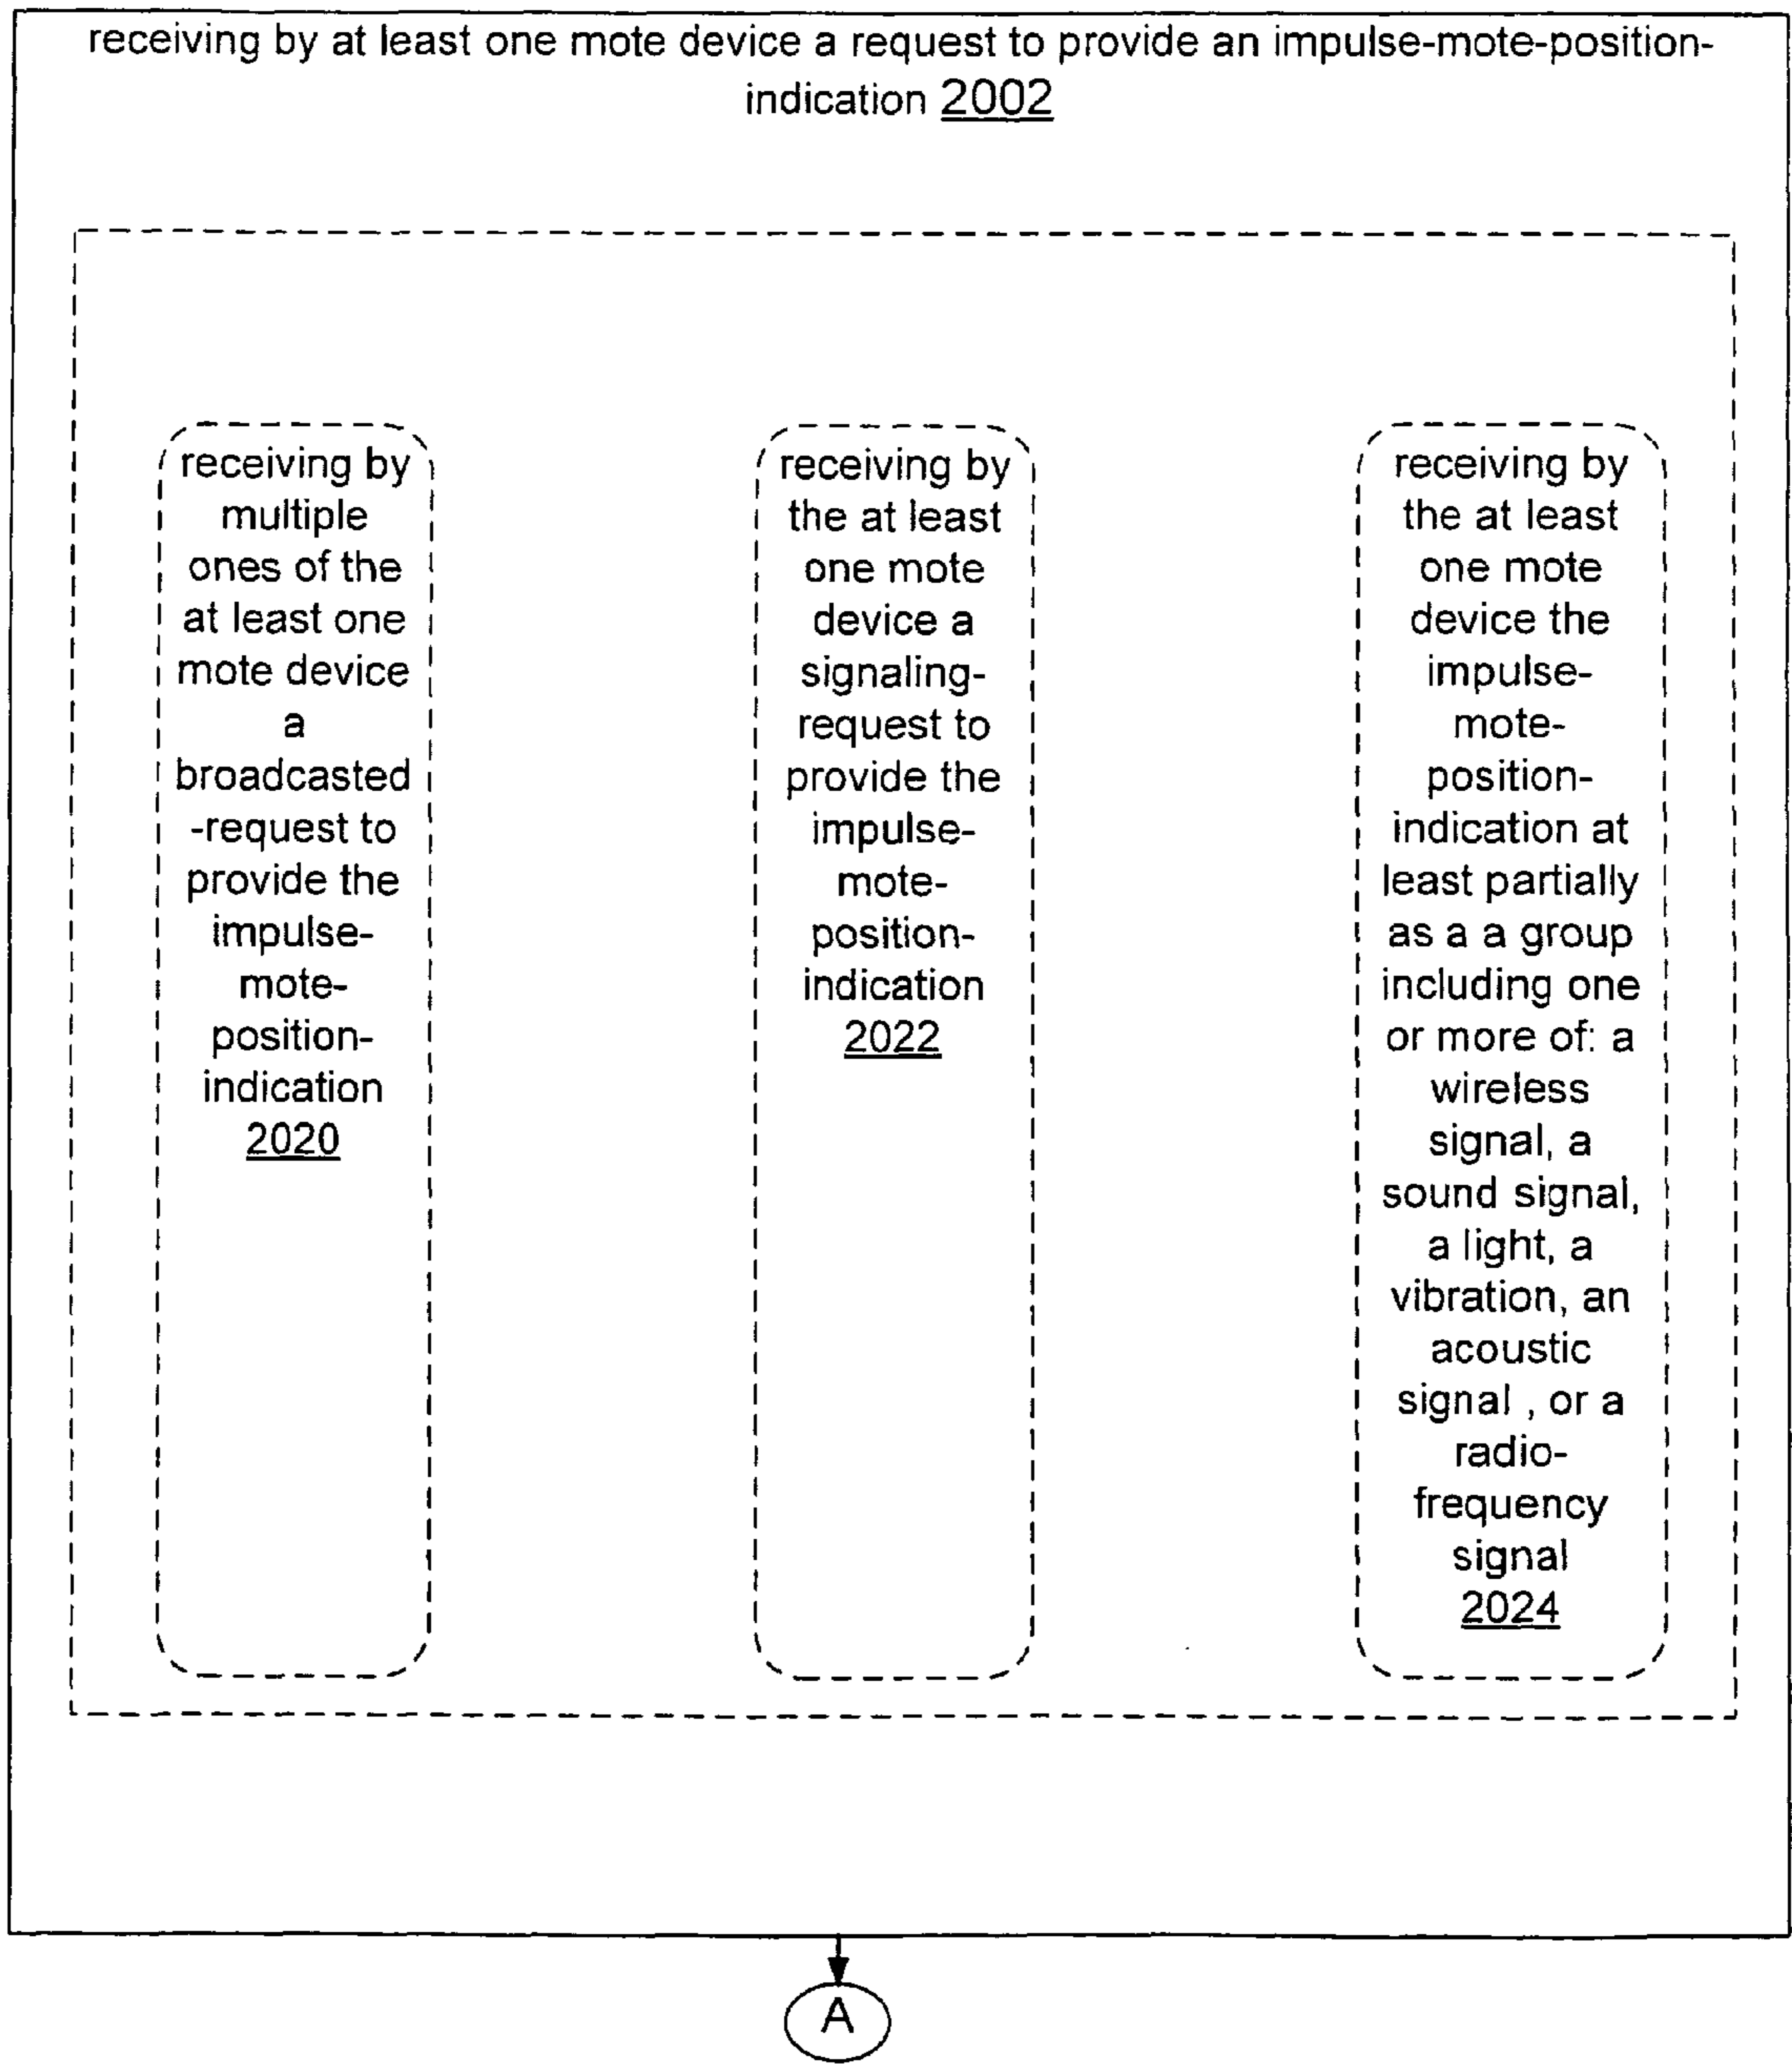 receiving by at least one mote device a request to provide an impulse-mote-position-
indication 2002
receiving by
multiple
ones of the
at least one
mote device
a
broadcasted
-request to
provide the
impulse-
mote-
position-
indication
2020
receiving by
the at least
one mote
device a
signaling-
request to
provide the
impulse-
mote-
position-
indication
2022
receiving by
the at least
one mote
device the
impulse-
mote-
position-
indication at
least partially
as a a group
including one
or more of: a
wireless
signal, a
sound signal,
a light, a
vibration, an
acoustic
signal , or a
radio-
frequency
signal
2024
A